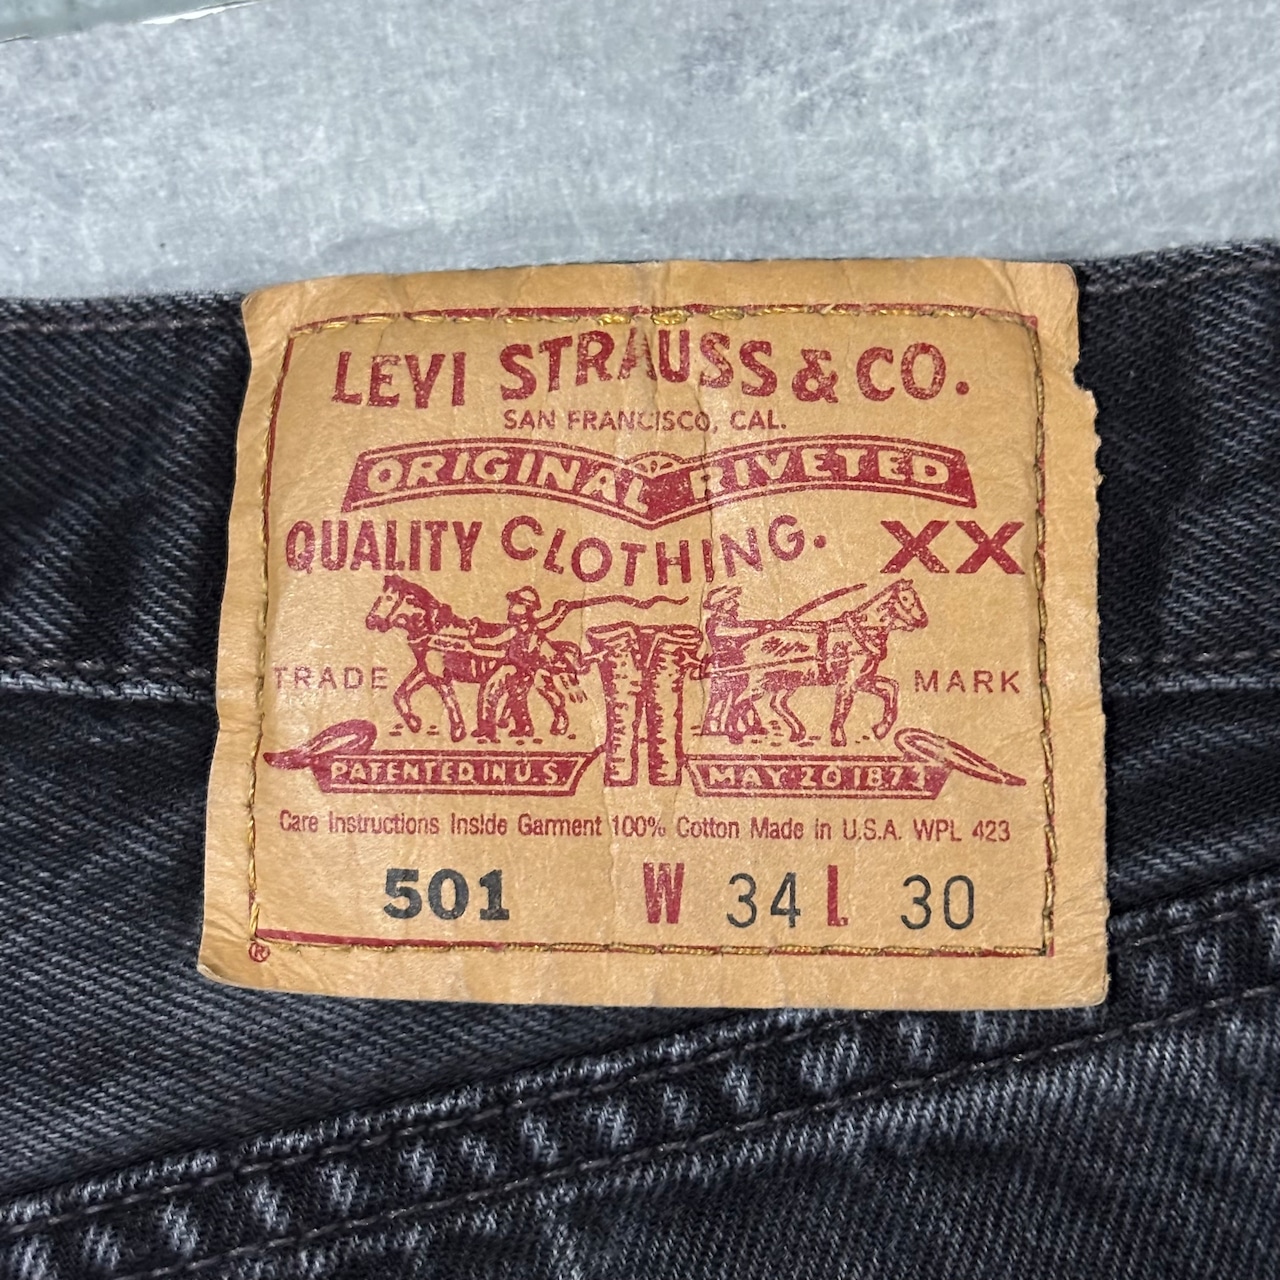 LEVI STRAUSS & CO.
SAN FRANCISCO, CAL.
ORIGINAL RIVETED
QUALITY CLOTHING. XX
TRADE MARK
PATENTED IN U.S. MAY 20 1873
Care Instructions Inside Garment 100% Cotton Made in U.S.A. WPL 423
501 W 34 L 30
®